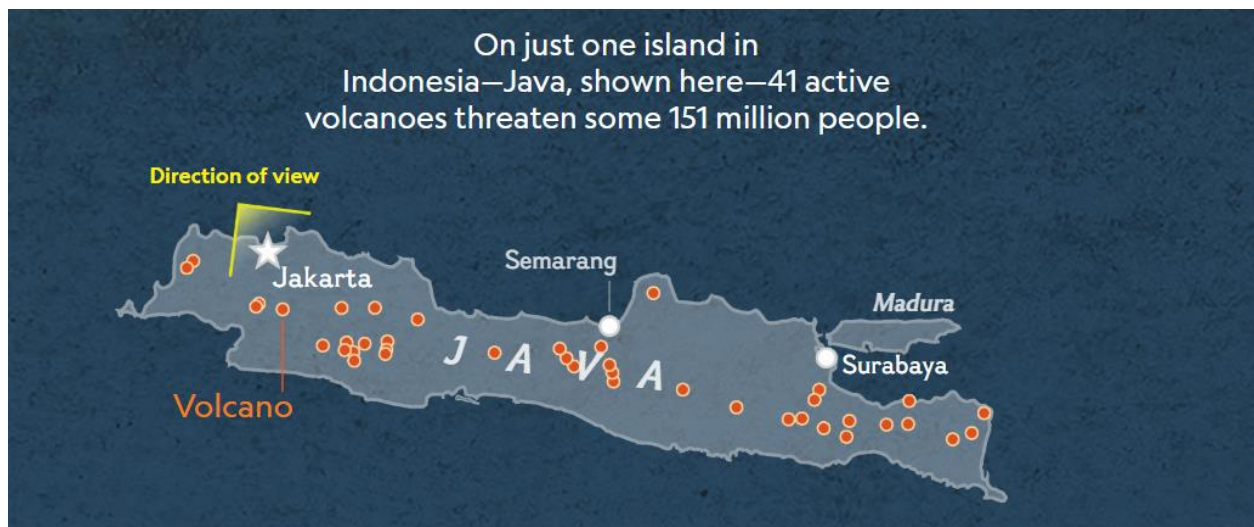 On just one island in
Indonesia—Java, shown here—41 active
volcanoes threaten some 151 million people.
Direction of view
Jakarta
Semarang
Madura
JAVA
Surabaya
Volcano